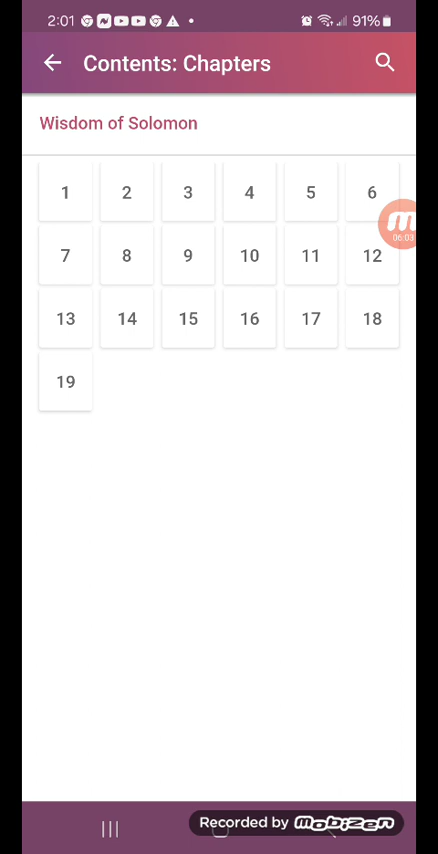 2:01 91%
Contents: Chapters
Wisdom of Solomon
1 2 3 4 5 6
06:03
7 8 9 10 11 12
13 14 15 16 17 18
19
Recorded by mobizen